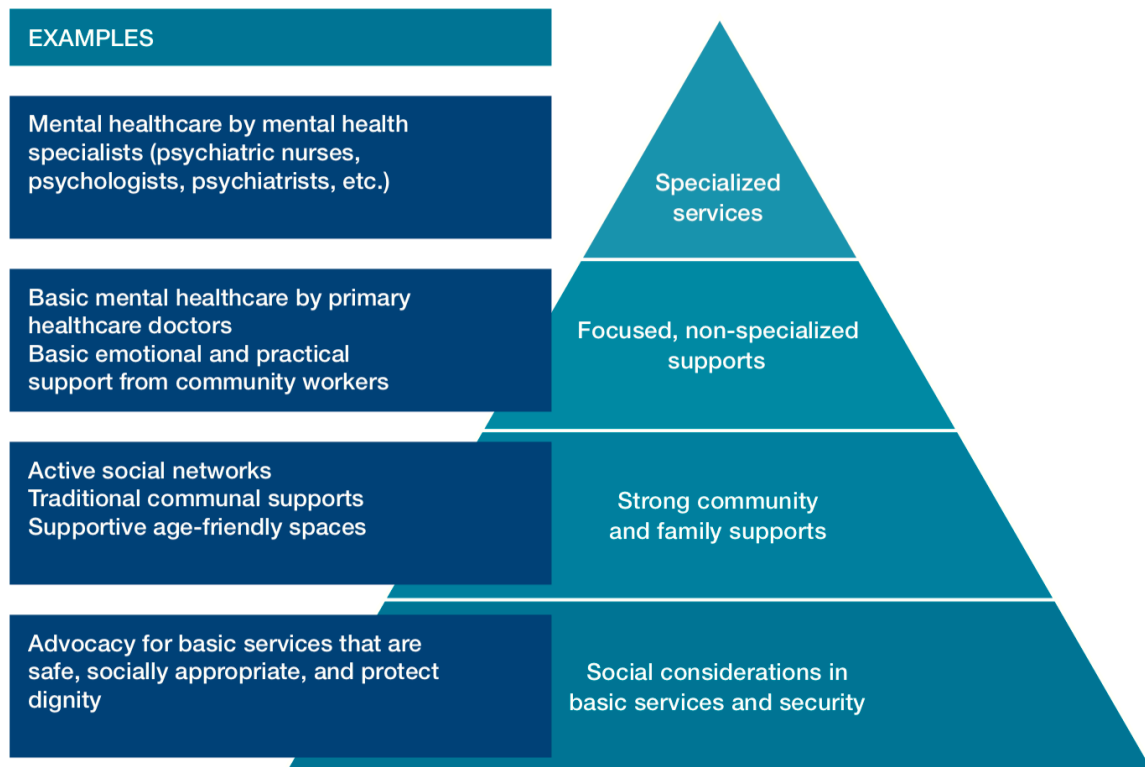 EXAMPLES
Mental healthcare by mental health
specialists (psychiatric nurses,
psychologists, psychiatrists, etc.)
Specialized
services
Basic mental healthcare by primary
healthcare doctors
Basic emotional and practical
support from community workers
Focused, non-specialized
supports
Active social networks
Traditional communal supports
Supportive age-friendly spaces
Strong community
and family supports
Advocacy for basic services that are
safe, socially appropriate, and protect
dignity
Social considerations in
basic services and security